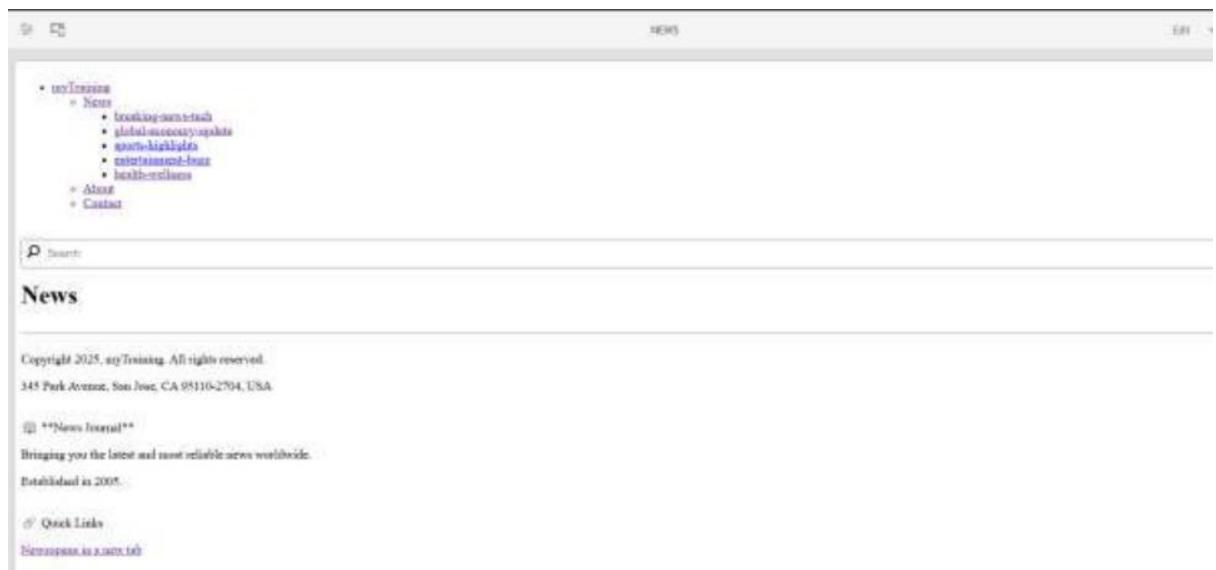 NEWS
Edit
myTraining
News
breaking-news-tech
global-economy-update
sports-highlights
entertainment-buzz
health-wellness
About
Contact
Search
News
Copyright 2025, myTraining. All rights reserved.
345 Park Avenue, San Jose, CA 95110-2704, USA
**News Journal**
Bringing you the latest and most reliable news worldwide.
Established in 2005.
Quick Links
in a new tab